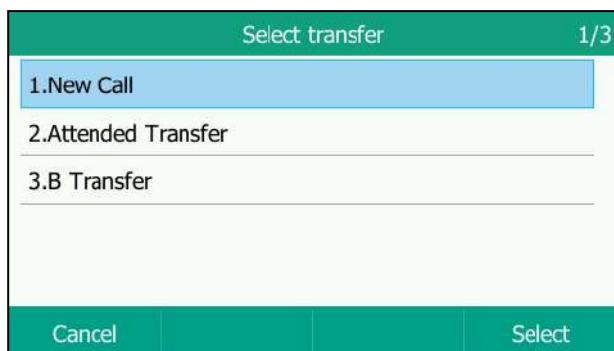 Select transfer 1/3
1.New Call
2.Attended Transfer
3.B Transfer
Cancel Select